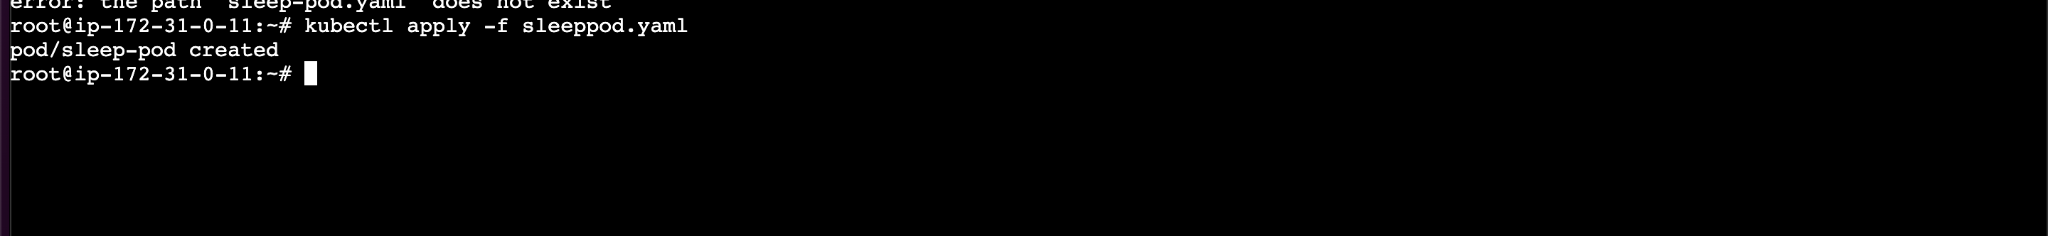 error: the path "sleep-pod.yaml" does not exist
root@ip-172-31-0-11:~# kubectl apply -f sleeppod.yaml
pod/sleep-pod created
root@ip-172-31-0-11:~#